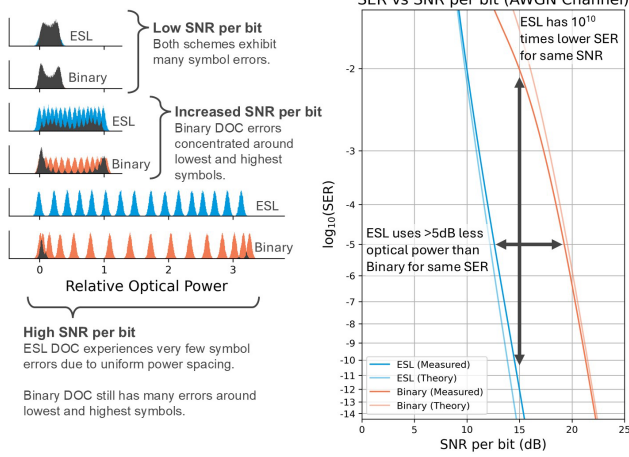 ESL
Binary
Low SNR per bit
Both schemes exhibit
many symbol errors.
ESL
Binary
Increased SNR per bit
Binary DOC errors
concentrated around
lowest and highest
symbols.
ESL
Binary
0
1
2
3
Relative Optical Power
High SNR per bit
ESL DOC experiences very few symbol
errors due to uniform power spacing.
Binary DOC still has many errors around
lowest and highest symbols.
SER vs SNR per bit (AWGN Channel)
ESL has 10¹⁰
times lower SER
for same SNR
ESL uses >5dB less
optical power than
Binary for same SER
log₁₀(SER)
-2
-3
-4
-5
-6
-7
-8
-9
-10
-11
-12
-13
-14
ESL (Measured)
ESL (Theory)
Binary (Measured)
Binary (Theory)
0
5
10
15
20
25
SNR per bit (dB)